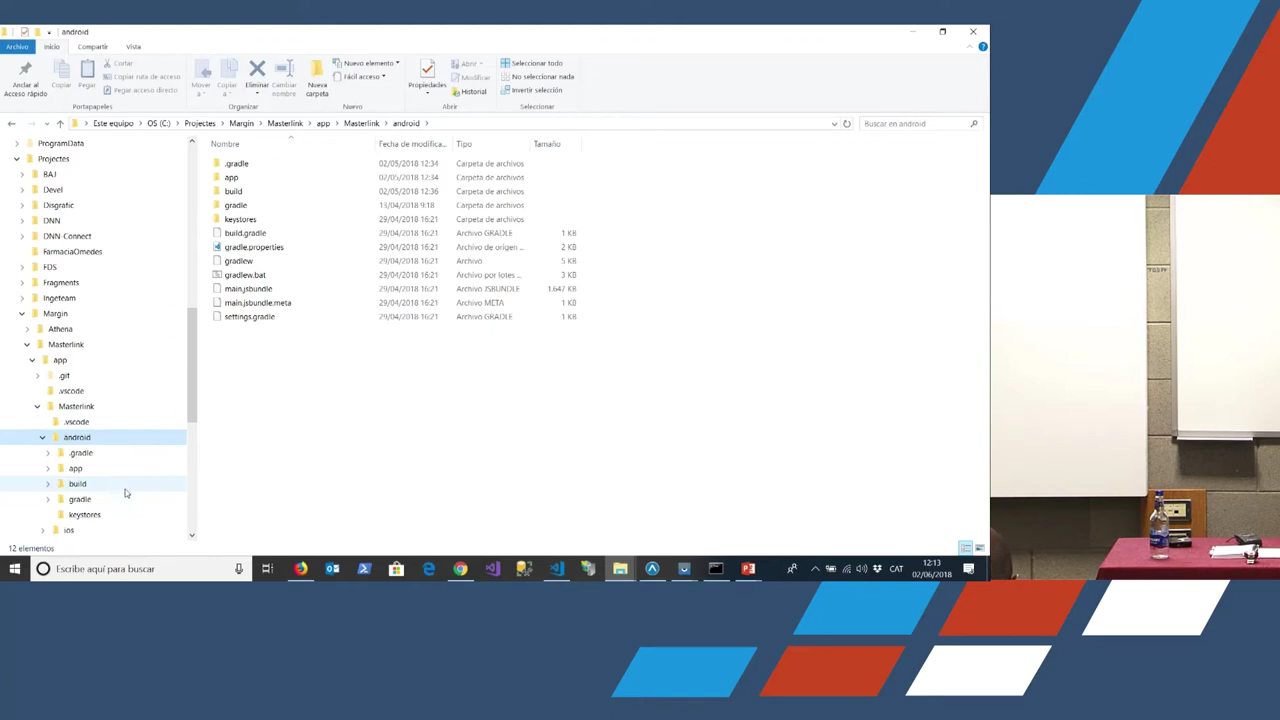 android
Archivo Inicio Compartir Vista
Anclar al Acceso rápido
Copiar
Pegar
Cortar
Copiar ruta de acceso
Pegar acceso directo
Portapapeles
Mover a
Copiar a
Eliminar
Cambiar nombre
Organizar
Nueva carpeta
Nuevo elemento
Fácil acceso
Nuevo
Propiedades
Abrir
Modificar
Historial
Abrir
Seleccionar todo
No seleccionar nada
Invertir selección
Seleccionar
Este equipo > OS (C:) > Projectes > Margin > Masterlink > app > Masterlink > android >
Buscar en android
ProgramData
Projectes
BAJ
Devel
Disgrafic
DNN
DNN-Connect
FarmaciaOmedes
FDS
Fragments
Ingeteam
Margin
Athena
Masterlink
app
.git
.vscode
Masterlink
.vscode
android
.gradle
app
build
gradle
keystores
ios
Nombre Fecha de modifica... Tipo Tamaño
.gradle 02/05/2018 12:34 Carpeta de archivos
app 02/05/2018 12:34 Carpeta de archivos
build 02/05/2018 12:36 Carpeta de archivos
gradle 13/04/2018 9:18 Carpeta de archivos
keystores 29/04/2018 16:21 Carpeta de archivos
build.gradle 29/04/2018 16:21 Archivo GRADLE 1 KB
gradle.properties 29/04/2018 16:21 Archivo de origen ... 2 KB
gradlew 29/04/2018 16:21 Archivo 5 KB
gradlew.bat 29/04/2018 16:21 Archivo por lotes ... 3 KB
main.jsbundle 29/04/2018 16:21 Archivo JSBUNDLE 1.647 KB
main.jsbundle.meta 29/04/2018 16:21 Archivo META 1 KB
settings.gradle 29/04/2018 16:21 Archivo GRADLE 1 KB
12 elementos
Escribe aquí para buscar
CAT
12:13
02/06/2018